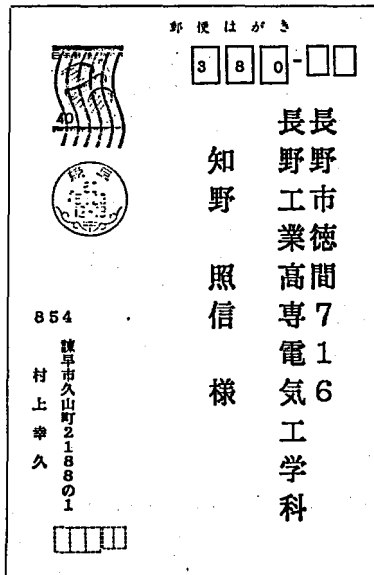 郵便はがき
380-
長野市徳間716
長野工業高専電気工学科
知野照信様
40
854
諫早市久山町2188の1
村上幸久